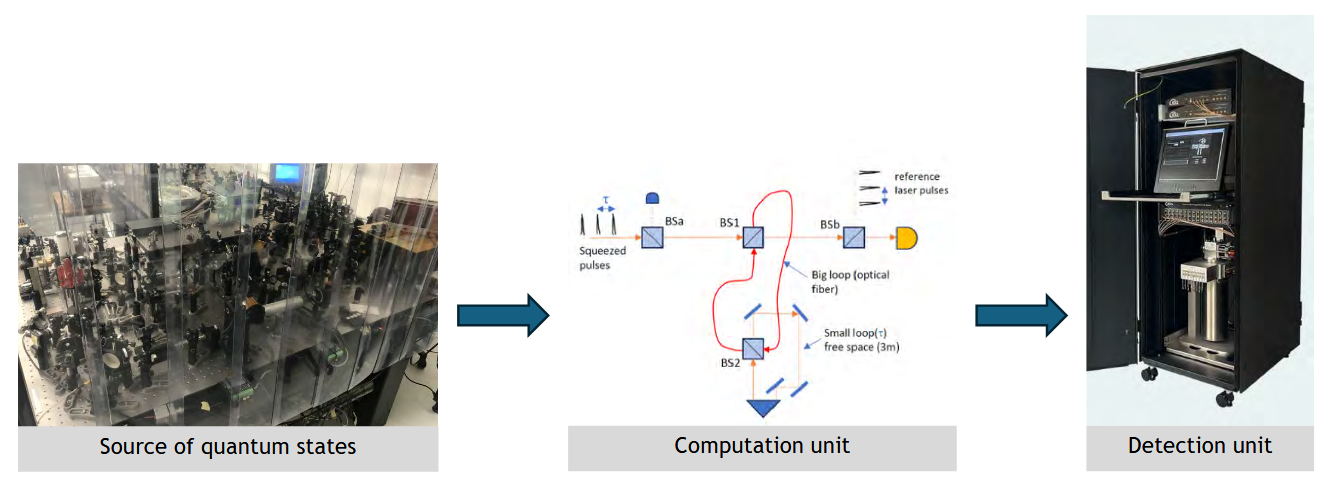 τ
Squeezed
pulses
BSa
BS1
BSb
reference
laser pulses
Big loop (optical
fiber)
Small loop(τ)
free space (3m)
BS2
Source of quantum states
Computation unit
Detection unit